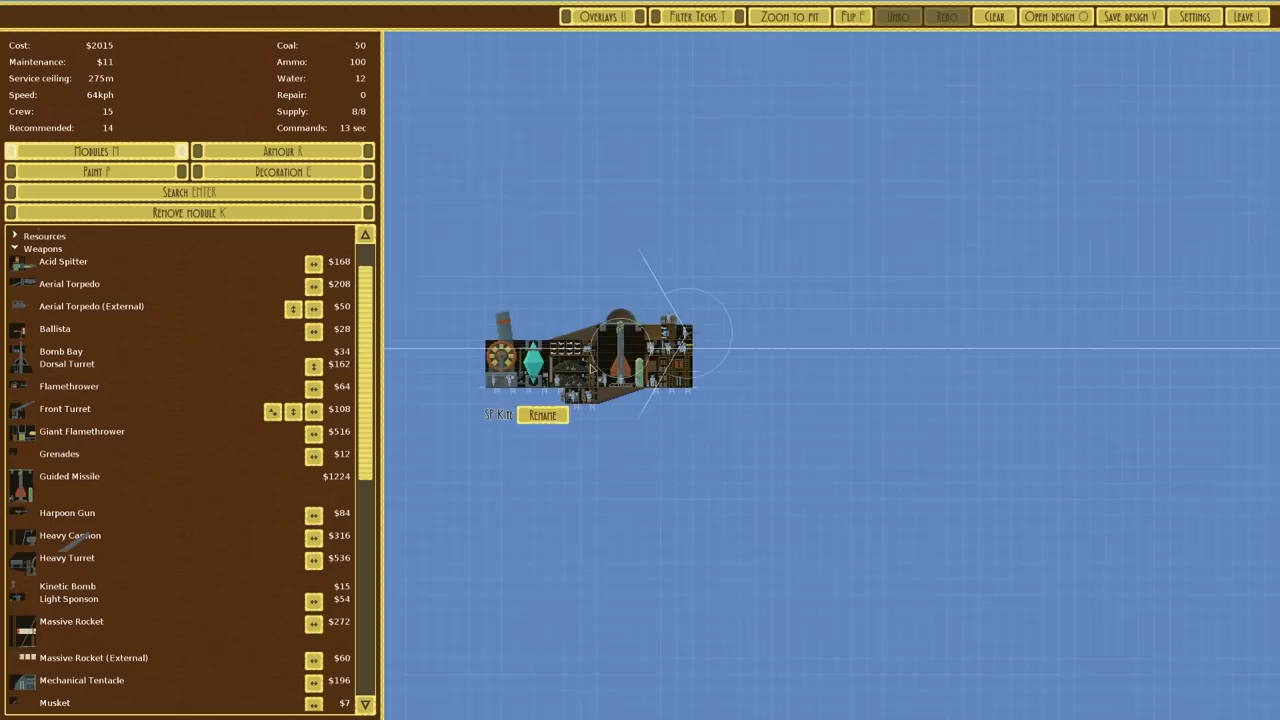 Overlays U Filter Techs T Zoom to fit Flip F Undo Redo Clear Open design O Save design V Settings Leave L
Cost: $2015 Coal: 50
Maintenance: $11 Ammo: 100
Service ceiling: 275m Water: 12
Speed: 64kph Repair: 0
Crew: 15 Supply: 8/8
Recommended: 14 Commands: 13 sec
Modules M Armour R
Paint P Decoration E
Search ENTER
Remove module K
Resources
Weapons
Acid Spitter $168
Aerial Torpedo $208
Aerial Torpedo (External) $50
Ballista $28
Bomb Bay $34
Dorsal Turret $162
Flamethrower $64
Front Turret $108
Giant Flamethrower $516
Grenades $12
Guided Missile $1224
Harpoon Gun $84
Heavy Cannon $316
Heavy Turret $536
Kinetic Bomb $15
Light Sponson $54
Massive Rocket $272
Massive Rocket (External) $60
Mechanical Tentacle $196
Musket $7
SP Kite Rename